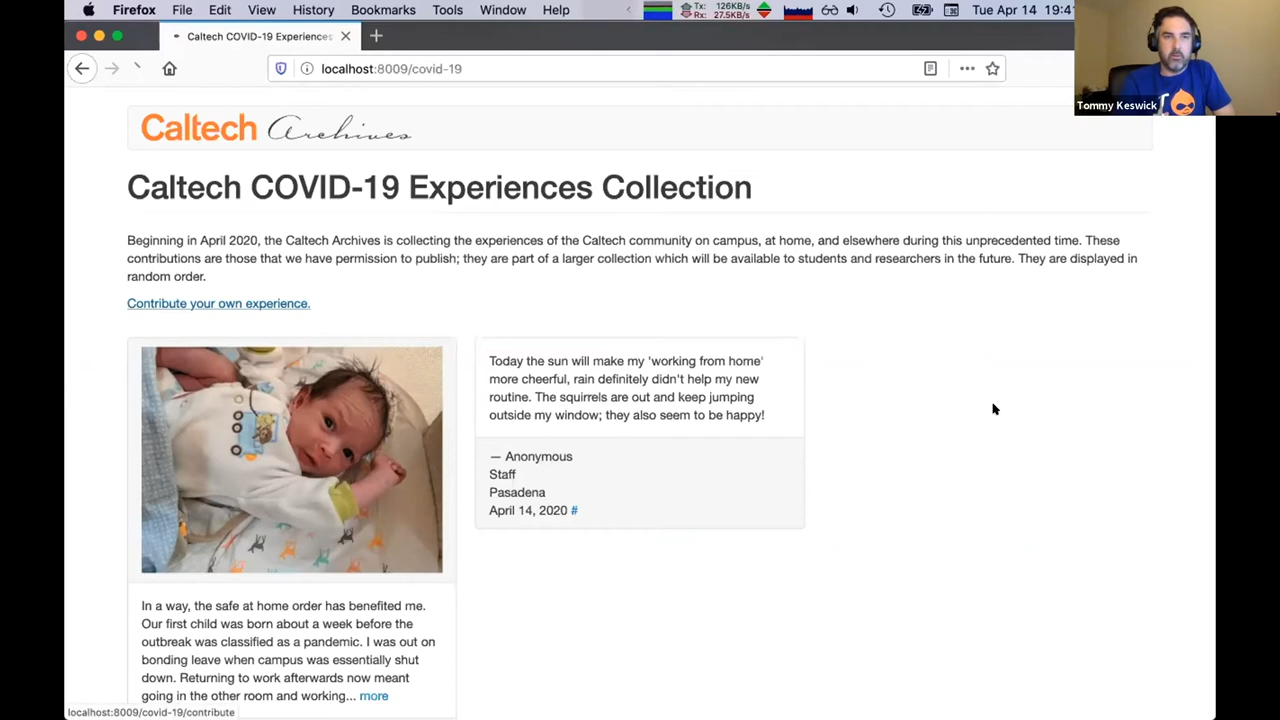 Firefox File Edit View History Bookmarks Tools Window Help Tx: 126KB/s Rx: 27.5KB/s Tue Apr 14 19:41
Caltech COVID-19 Experiences
localhost:8009/covid-19
Tommy Keswick
Caltech Archives
Caltech COVID-19 Experiences Collection
Beginning in April 2020, the Caltech Archives is collecting the experiences of the Caltech community on campus, at home, and elsewhere during this unprecedented time. These
contributions are those that we have permission to publish; they are part of a larger collection which will be available to students and researchers in the future. They are displayed in
random order.
Contribute your own experience.
In a way, the safe at home order has benefited me.
Our first child was born about a week before the
outbreak was classified as a pandemic. I was out on
bonding leave when campus was essentially shut
down. Returning to work afterwards now meant
going in the other room and working... more
Today the sun will make my 'working from home'
more cheerful, rain definitely didn't help my new
routine. The squirrels are out and keep jumping
outside my window; they also seem to be happy!
— Anonymous
Staff
Pasadena
April 14, 2020 #
localhost:8009/covid-19/contribute